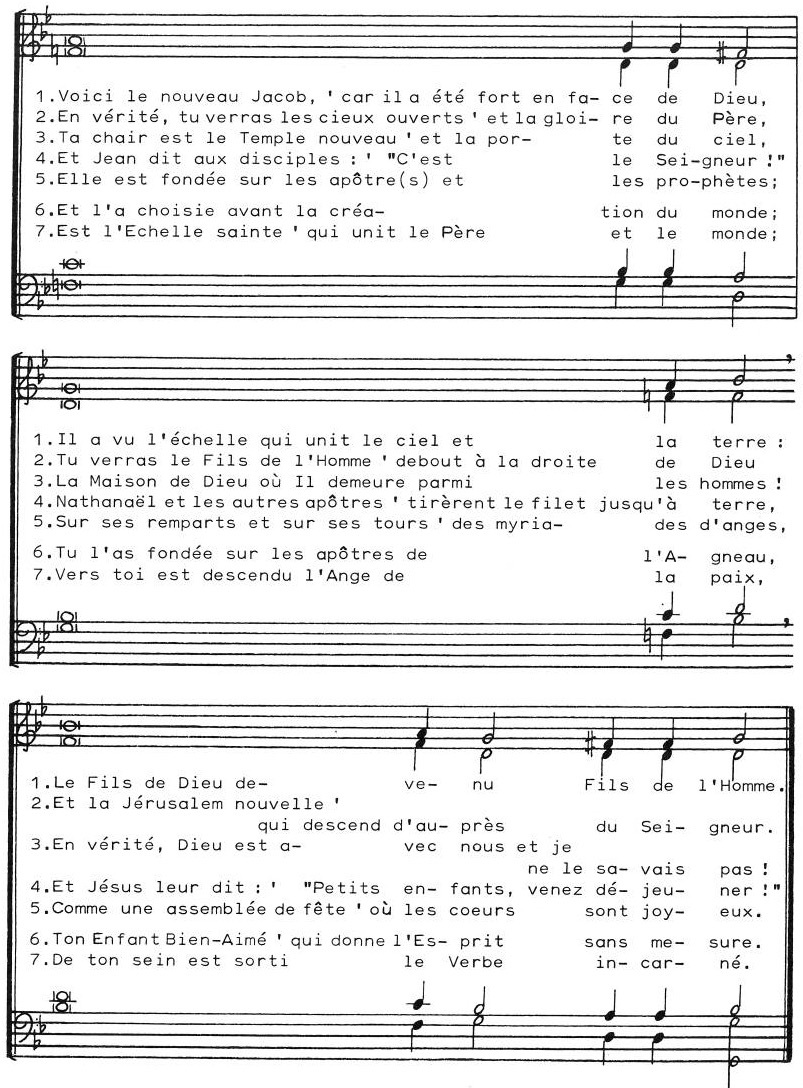 1.Voici le nouveau Jacob, ' car il a été fort en fa- ce de Dieu,
2.En vérité, tu verras les cieux ouverts ' et la gloi- re du Père,
3.Ta chair est le Temple nouveau ' et la por- te du ciel,
4.Et Jean dit aux disciples : ' "C'est le Sei-gneur !"
5.Elle est fondée sur les apôtre(s) et les pro-phètes;
6.Et l'a choisie avant la créa- tion du monde;
7.Est l'Echelle sainte ' qui unit le Père et le monde;
1.Il a vu l'échelle qui unit le ciel et la terre :
2.Tu verras le Fils de l'Homme ' debout à la droite de Dieu
3.La Maison de Dieu où Il demeure parmi les hommes !
4.Nathanaël et les autres apôtres ' tirèrent le filet jusqu'à terre,
5.Sur ses remparts et sur ses tours ' des myria- des d'anges,
6.Tu l'as fondée sur les apôtres de l'A- gneau,
7.Vers toi est descendu l'Ange de la paix,
1.Le Fils de Dieu de- ve- nu Fils de l'Homme.
2.Et la Jérusalem nouvelle '
qui descend d'au- près du Sei- gneur.
3.En vérité, Dieu est a- vec nous et je
ne le sa- vais pas !
4.Et Jésus leur dit : ' "Petits en- fants, venez dé- jeu- ner !"
5.Comme une assemblée de fête ' où les coeurs sont joy- eux.
6.Ton Enfant Bien-Aimé ' qui donne l'Es- prit sans me- sure.
7.De ton sein est sorti le Verbe in- car- né.